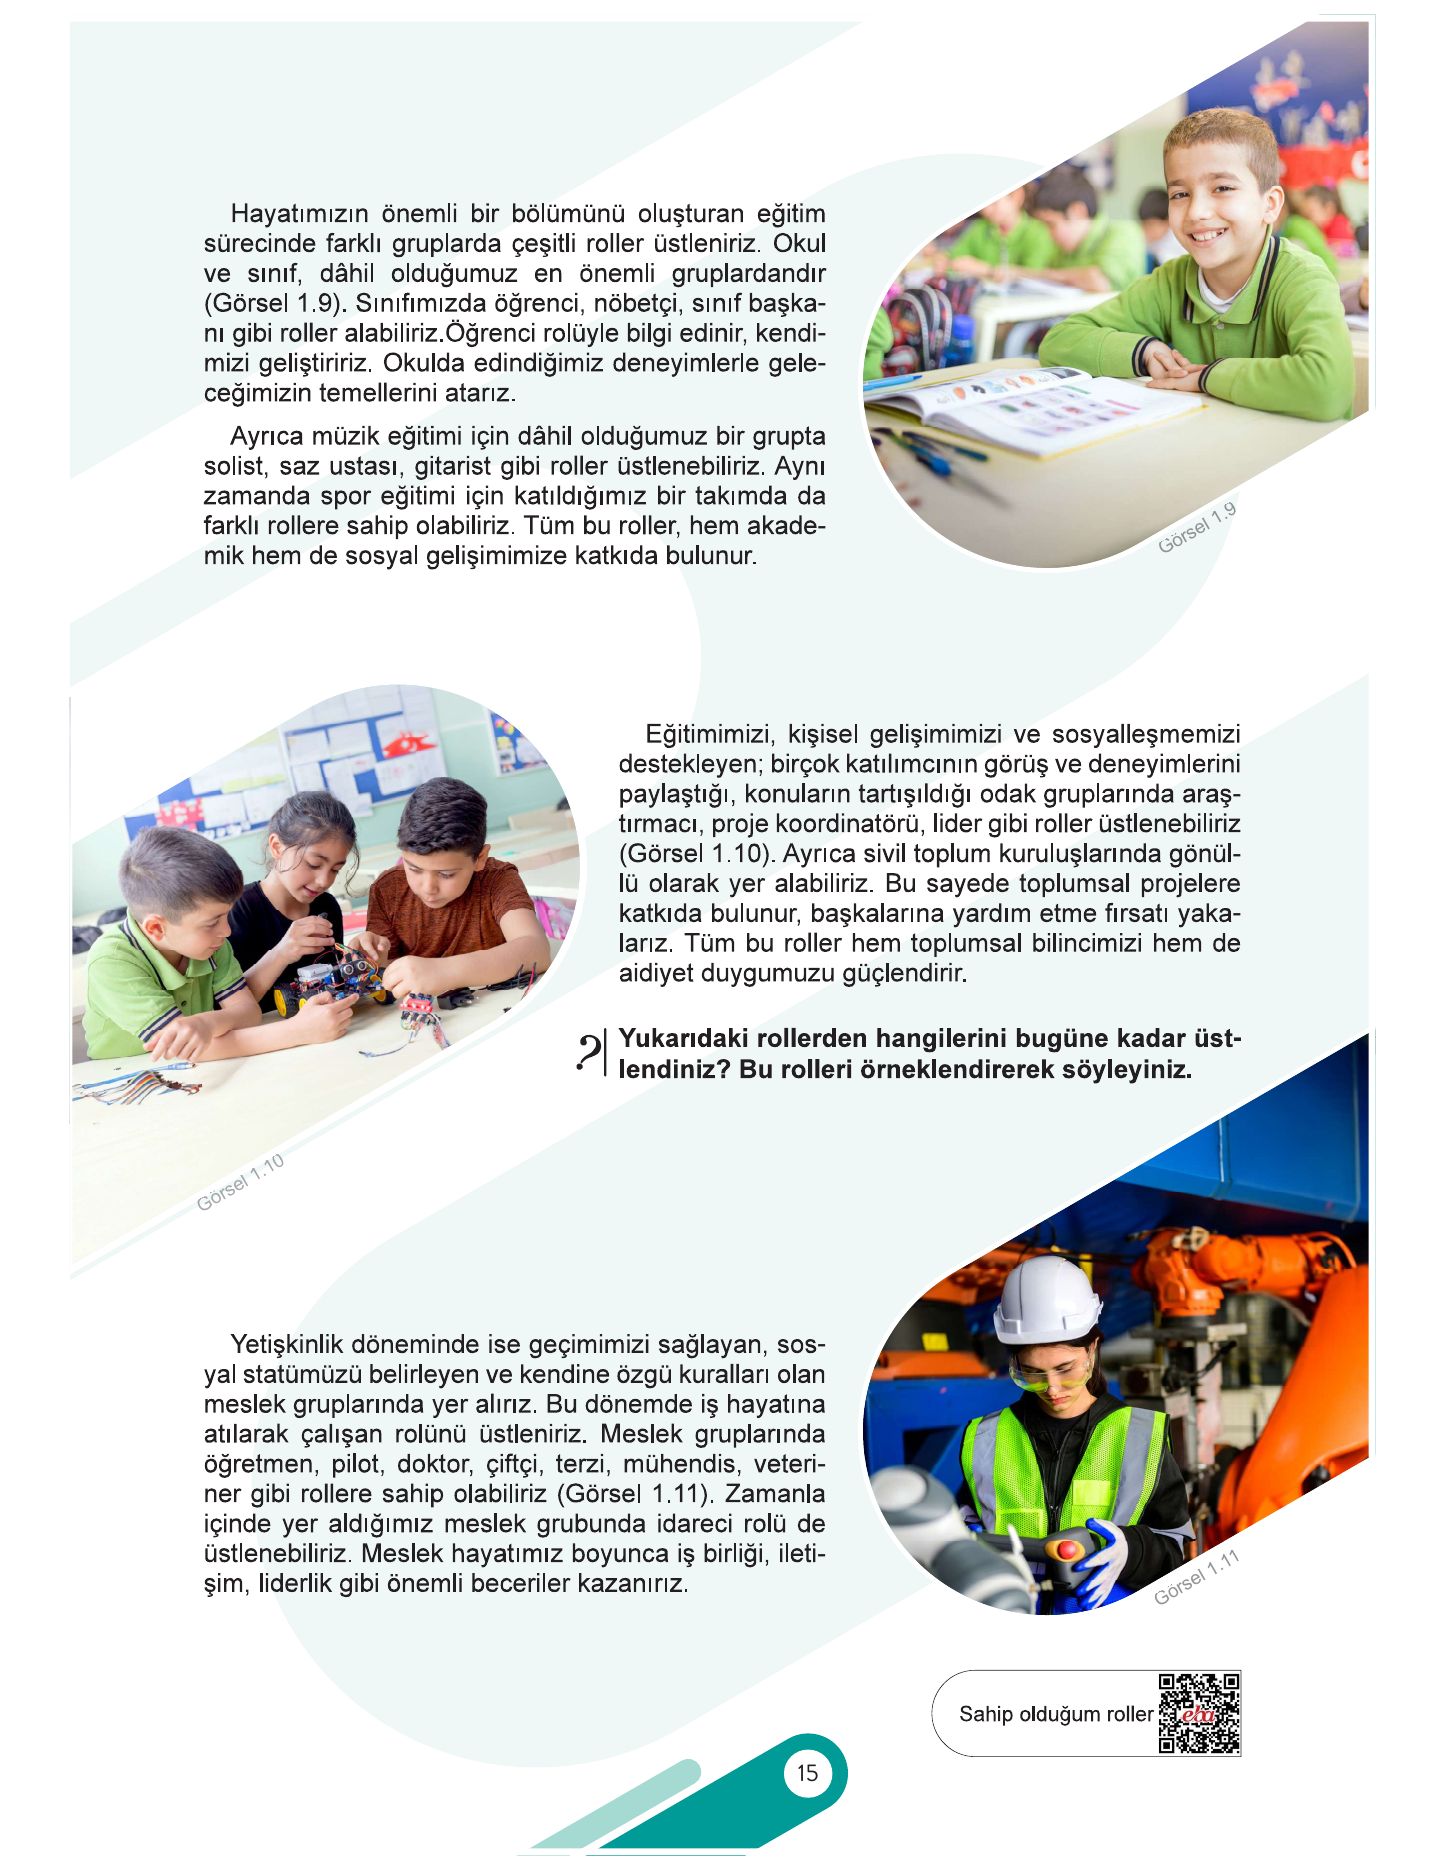 Hayatımızın önemli bir bölümünü oluşturan eğitim
sürecinde farklı gruplarda çeşitli roller üstleniriz. Okul
ve sınıf, dâhil olduğumuz en önemli gruplardandır
(Görsel 1.9). Sınıfımızda öğrenci, nöbetçi, sınıf başka-
nı gibi roller alabiliriz.Öğrenci rolüyle bilgi edinir, kendi-
mizi geliştiririz. Okulda edindiğimiz deneyimlerle gele-
ceğimizin temellerini atarız.
Ayrıca müzik eğitimi için dâhil olduğumuz bir grupta
solist, saz ustası, gitarist gibi roller üstlenebiliriz. Aynı
zamanda spor eğitimi için katıldığımız bir takımda da
farklı rollere sahip olabiliriz. Tüm bu roller, hem akade-
mik hem de sosyal gelişimimize katkıda bulunur.
Görsel 1.9
Eğitimimizi, kişisel gelişimimizi ve sosyalleşmemizi
destekleyen; birçok katılımcının görüş ve deneyimlerini
paylaştığı, konuların tartışıldığı odak gruplarında araş-
tırmacı, proje koordinatörü, lider gibi roller üstlenebiliriz
(Görsel 1.10). Ayrıca sivil toplum kuruluşlarında gönül-
lü olarak yer alabiliriz. Bu sayede toplumsal projelere
katkıda bulunur, başkalarına yardım etme fırsatı yaka-
larız. Tüm bu roller hem toplumsal bilincimizi hem de
aidiyet duygumuzu güçlendirir.
?
Yukarıdaki rollerden hangilerini bugüne kadar üst-
lendiniz? Bu rolleri örneklendirerek söyleyiniz.
Görsel 1.10
Yetişkinlik döneminde ise geçimimizi sağlayan, sos-
yal statümüzü belirleyen ve kendine özgü kuralları olan
meslek gruplarında yer alırız. Bu dönemde iş hayatına
atılarak çalışan rolünü üstleniriz. Meslek gruplarında
öğretmen, pilot, doktor, çiftçi, terzi, mühendis, veteri-
ner gibi rollere sahip olabiliriz (Görsel 1.11). Zamanla
içinde yer aldığımız meslek grubunda idareci rolü de
üstlenebiliriz. Meslek hayatımız boyunca iş birliği, ileti-
şim, liderlik gibi önemli beceriler kazanırız.
Görsel 1.11
Sahip olduğum roller
eba
15